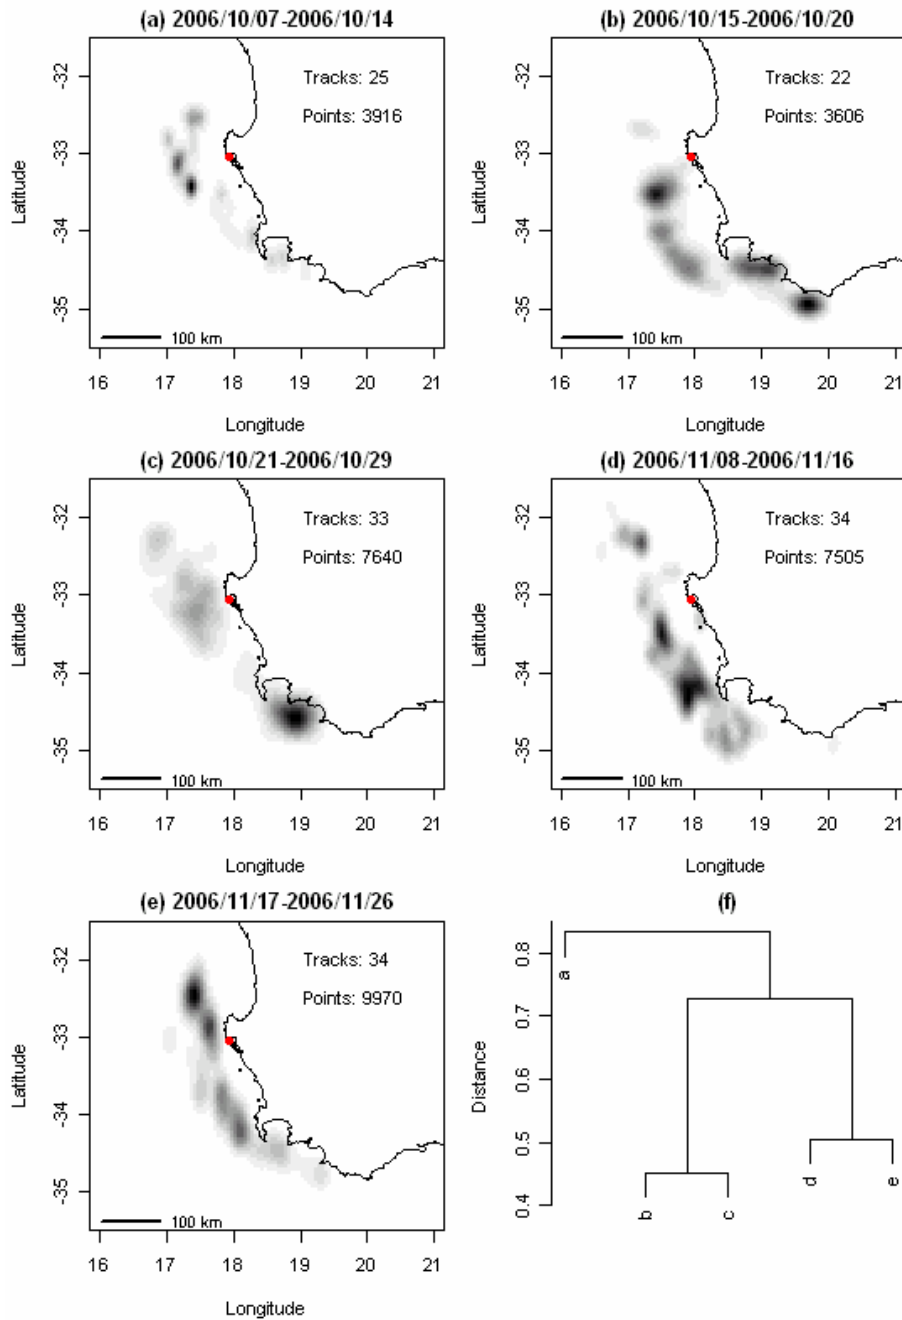 (a) 2006/10/07-2006/10/14
Tracks: 25
Points: 3916
Latitude
-32
-33
-34
-35
100 km
16 17 18 19 20 21
Longitude
(b) 2006/10/15-2006/10/20
Tracks: 22
Points: 3606
Latitude
-32
-33
-34
-35
100 km
16 17 18 19 20 21
Longitude
(c) 2006/10/21-2006/10/29
Tracks: 33
Points: 7640
Latitude
-32
-33
-34
-35
100 km
16 17 18 19 20 21
Longitude
(d) 2006/11/08-2006/11/16
Tracks: 34
Points: 7505
Latitude
-32
-33
-34
-35
100 km
16 17 18 19 20 21
Longitude
(e) 2006/11/17-2006/11/26
Tracks: 34
Points: 9970
Latitude
-32
-33
-34
-35
100 km
16 17 18 19 20 21
Longitude
(f)
Distance
0.8
0.7
0.6
0.5
0.4
a
b
c
d
e